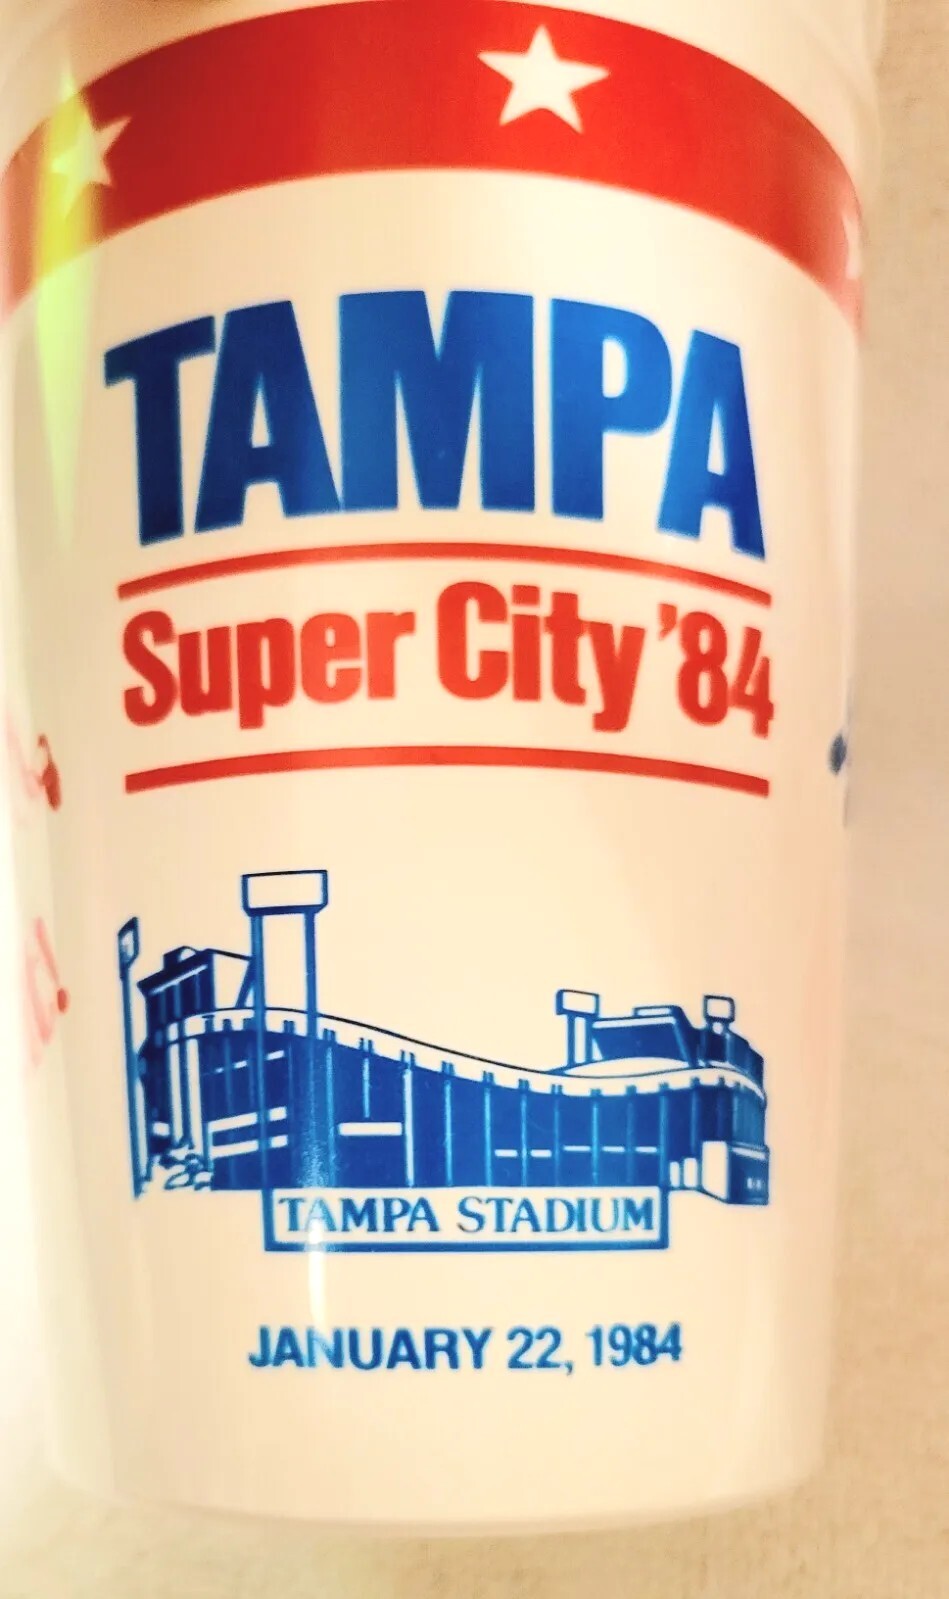 TAMPA
Super City '84
TAMPA STADIUM
JANUARY 22, 1984